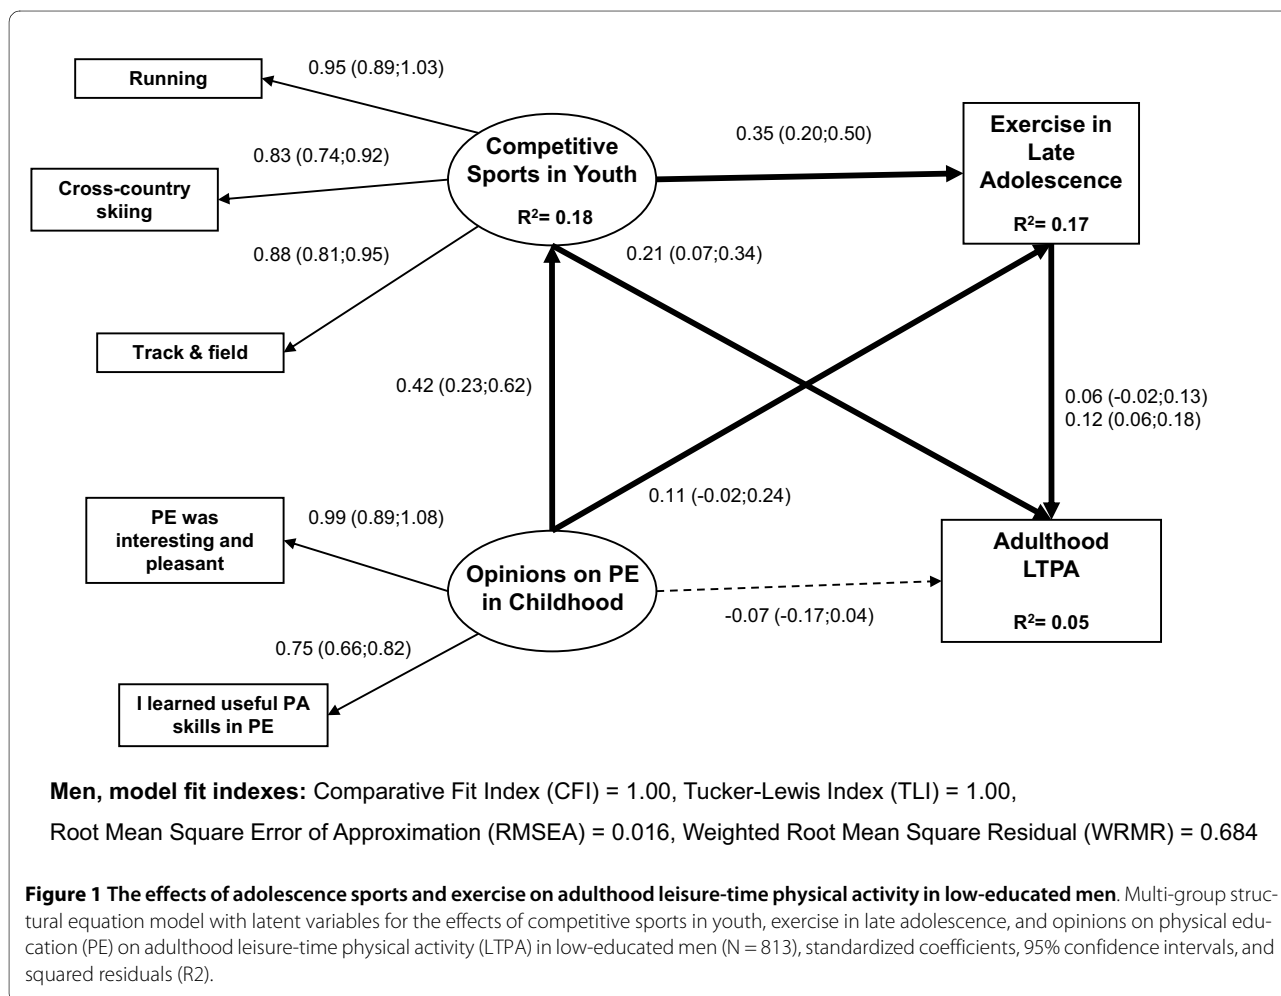 Running
0.95 (0.89;1.03)
Cross-country
skiing
0.83 (0.74;0.92)
Track & field
0.88 (0.81;0.95)
Competitive
Sports in Youth
R²= 0.18
0.35 (0.20;0.50)
Exercise in
Late
Adolescence
R²= 0.17
0.21 (0.07;0.34)
0.42 (0.23;0.62)
0.06 (-0.02;0.13)
0.12 (0.06;0.18)
0.11 (-0.02;0.24)
PE was
interesting and
pleasant
0.99 (0.89;1.08)
Opinions on PE
in Childhood
-0.07 (-0.17;0.04)
Adulthood
LTPA
R²= 0.05
0.75 (0.66;0.82)
I learned useful PA
skills in PE
Men, model fit indexes: Comparative Fit Index (CFI) = 1.00, Tucker-Lewis Index (TLI) = 1.00,
Root Mean Square Error of Approximation (RMSEA) = 0.016, Weighted Root Mean Square Residual (WRMR) = 0.684
Figure 1 The effects of adolescence sports and exercise on adulthood leisure-time physical activity in low-educated men. Multi-group struc-
tural equation model with latent variables for the effects of competitive sports in youth, exercise in late adolescence, and opinions on physical edu-
cation (PE) on adulthood leisure-time physical activity (LTPA) in low-educated men (N = 813), standardized coefficients, 95% confidence intervals, and
squared residuals (R2).